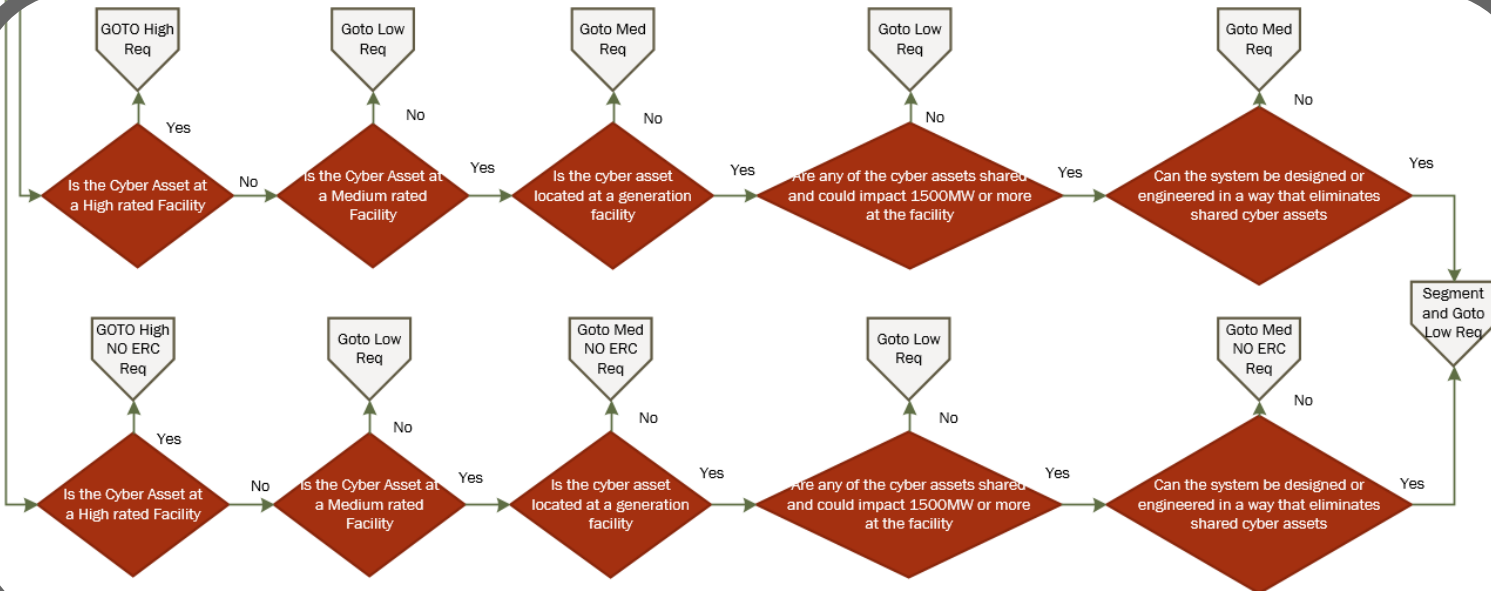 GOTO High
Req
Goto Low
Req
Goto Med
Req
Goto Low
Req
Goto Med
Req
Yes
No
No
No
No
Is the Cyber Asset at
a High rated Facility
No
Is the Cyber Asset at
a Medium rated
Facility
Yes
Is the cyber asset
located at a generation
facility
Yes
Are any of the cyber assets shared
and could impact 1500MW or more
at the facility
Yes
Can the system be designed or
engineered in a way that eliminates
shared cyber assets
Yes
Segment
and Goto
Low Req
GOTO High
NO ERC
Req
Goto Low
Req
Goto Med
NO ERC
Req
Goto Low
Req
Goto Med
NO ERC
Req
Yes
No
No
No
No
Is the Cyber Asset at
a High rated Facility
No
Is the Cyber Asset at
a Medium rated
Facility
Yes
Is the cyber asset
located at a generation
facility
Yes
Are any of the cyber assets shared
and could impact 1500MW or more
at the facility
Yes
Can the system be designed or
engineered in a way that eliminates
shared cyber assets
Yes